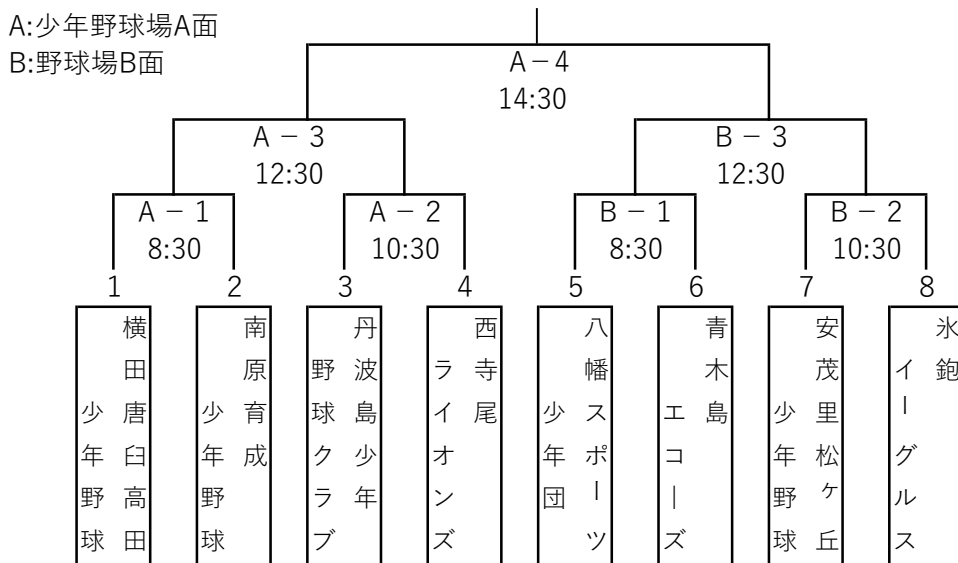 A:少年野球場A面
B:野球場B面
A－4
14:30
A－3
12:30
B－3
12:30
A－1
8:30
A－2
10:30
B－1
8:30
B－2
10:30
1
2
3
4
5
6
7
8
横田唐臼高田
少年野球
南原育成
少年野球
丹波島少年
野球クラブ
西寺尾
ライオンズ
八幡スポーツ
少年団
青木島
エコーズ
安茂里松ヶ丘
少年野球
氷鉋
イーグルス